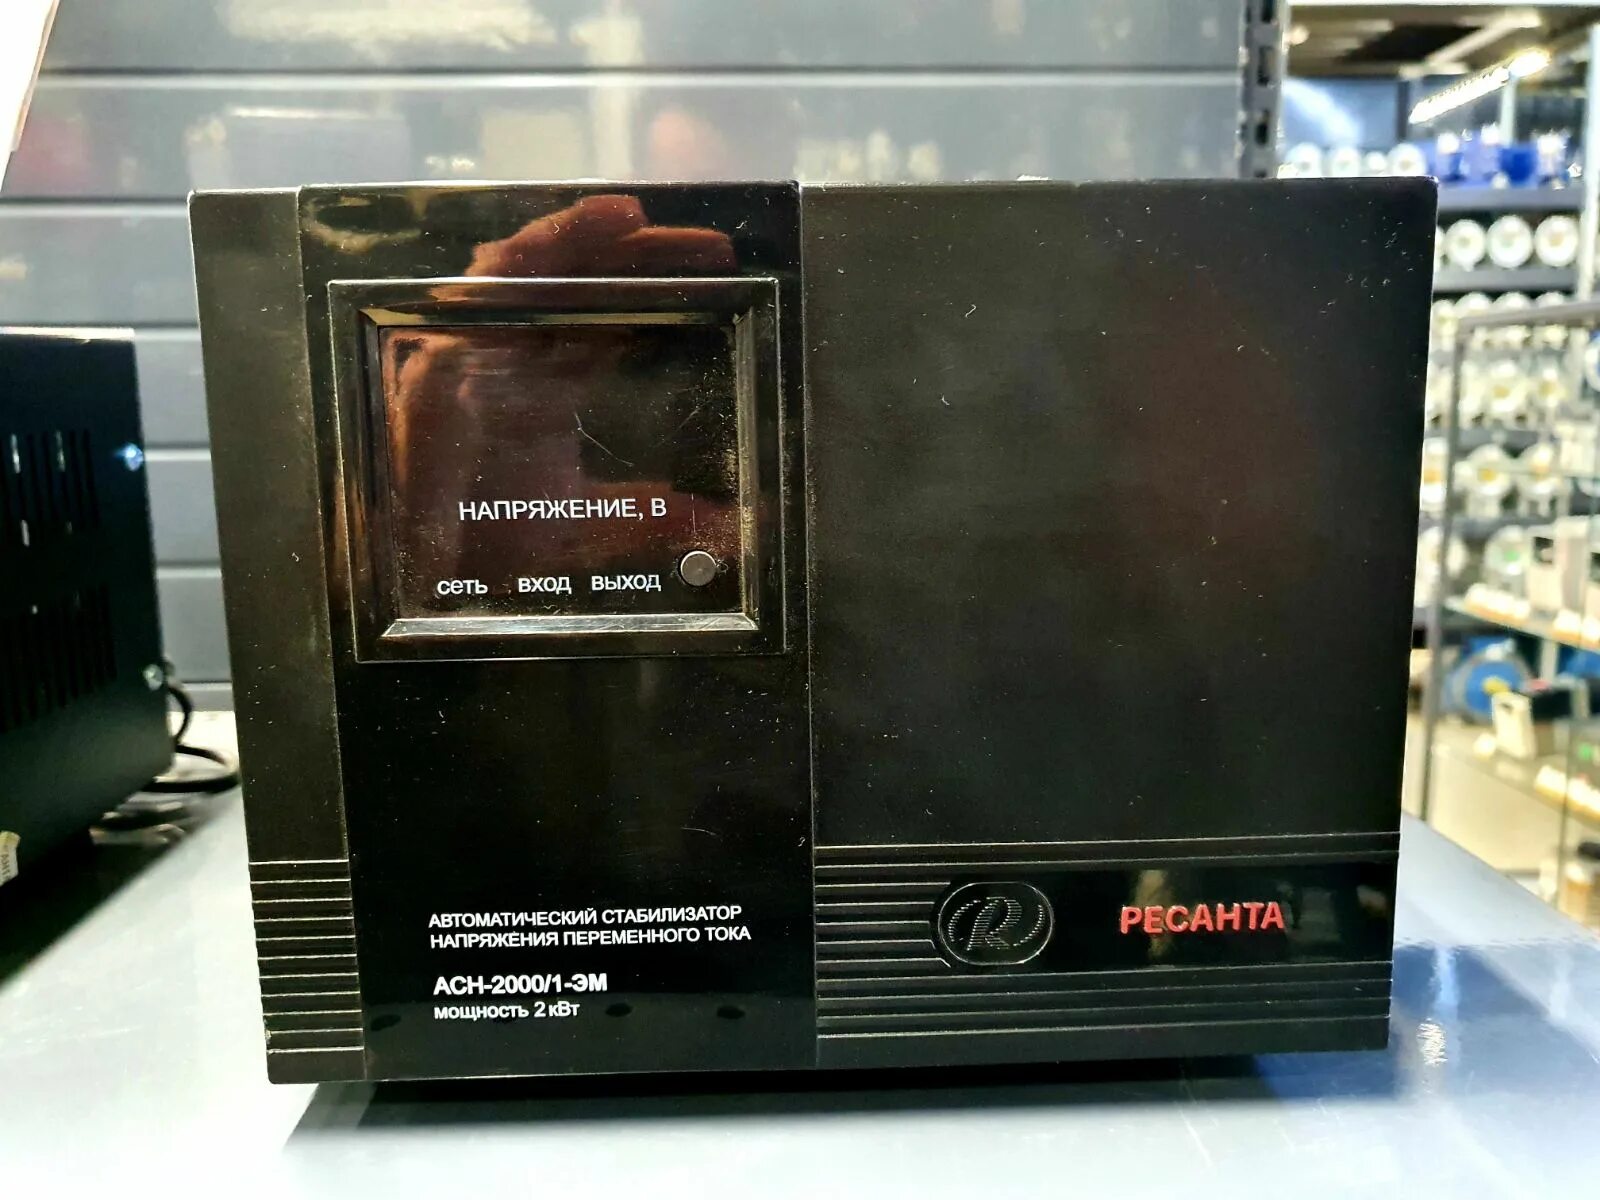 НАПРЯЖЕНИЕ, В
сеть вход выход
АВТОМАТИЧЕСКИЙ СТАБИЛИЗАТОР
НАПРЯЖЕНИЯ ПЕРЕМЕННОГО ТОКА
АСН-2000/1-ЭМ
мощность 2 кВт
РЕСАНТА